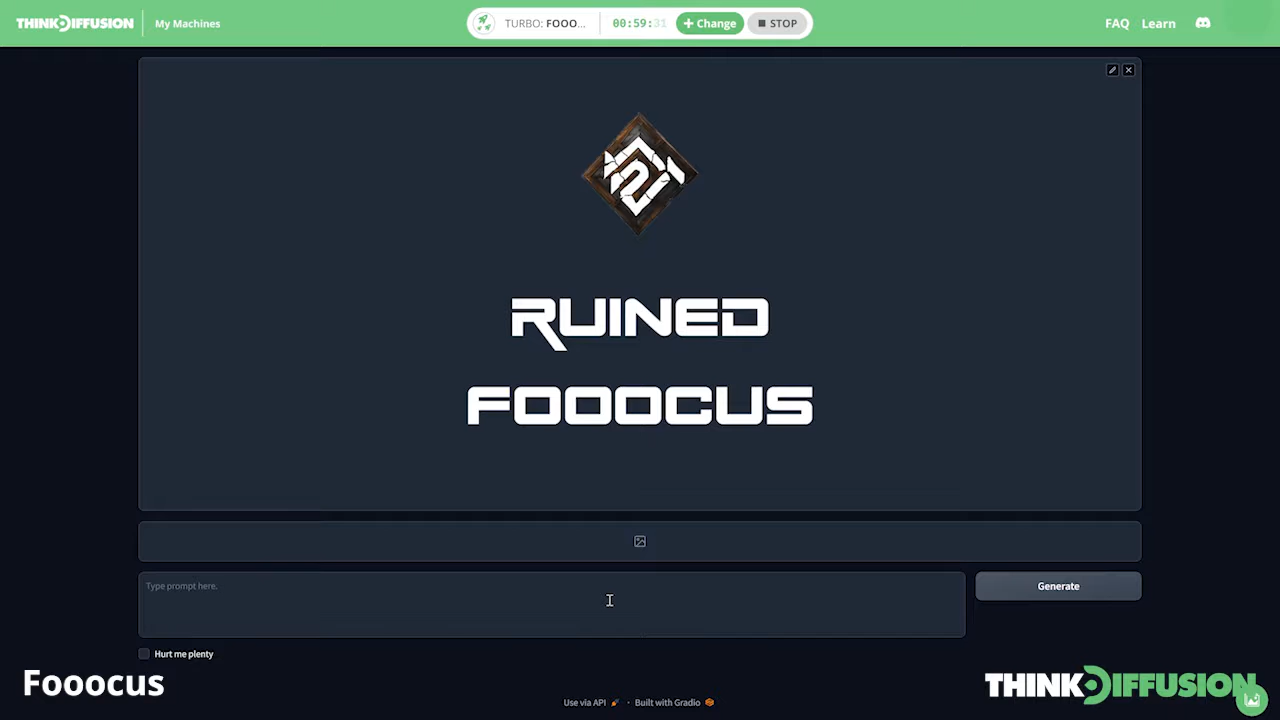 THINKDIFFUSION
My Machines
TURBO: FOOO...
00:59:31
+ Change
STOP
FAQ
Learn
RUINED
FOOOCUS
Type prompt here.
Generate
Hurt me plenty
Fooocus
THINKDIFFUSION
Use via API · Built with Gradio